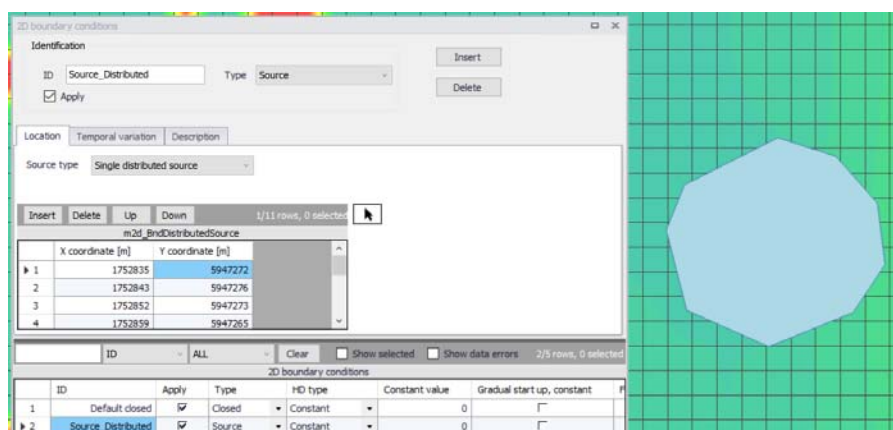 2D boundary conditions
Identification
ID Source_Distributed Type Source
Apply
Insert
Delete
Location Temporal variation Description
Source type Single distributed source
Insert Delete Up Down 1/11 rows, 0 selected
m2d_BndDistributedSource
X coordinate [m] Y coordinate [m]
1 1752835 5947272
2 1752843 5947276
3 1752852 5947273
4 1752859 5947265
ID ALL Clear Show selected Show data errors 2/5 rows, 0 selected
2D boundary conditions
ID Apply Type HD type Constant value Gradual start up, constant
1 Default closed Closed Constant 0
2 Source_Distributed Source Constant 0